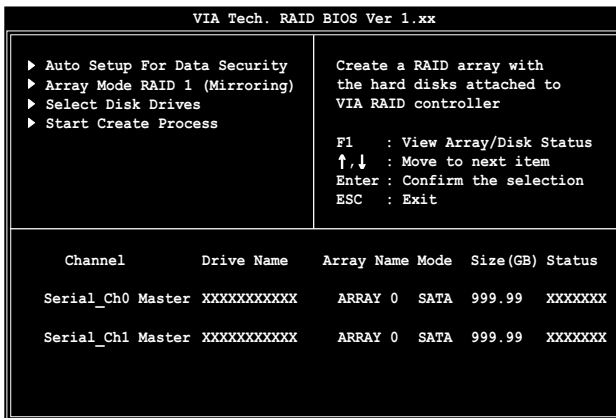 VIA Tech. RAID BIOS Ver 1.xx
Auto Setup For Data Security
Array Mode RAID 1 (Mirroring)
Select Disk Drives
Start Create Process
Create a RAID array with
the hard disks attached to
VIA RAID controller
F1 : View Array/Disk Status
↑,↓ : Move to next item
Enter : Confirm the selection
ESC : Exit
Channel Drive Name Array Name Mode Size(GB) Status
Serial_Ch0 Master XXXXXXXXXXX ARRAY 0 SATA 999.99 XXXXXXX
Serial_Ch1 Master XXXXXXXXXXX ARRAY 0 SATA 999.99 XXXXXXX